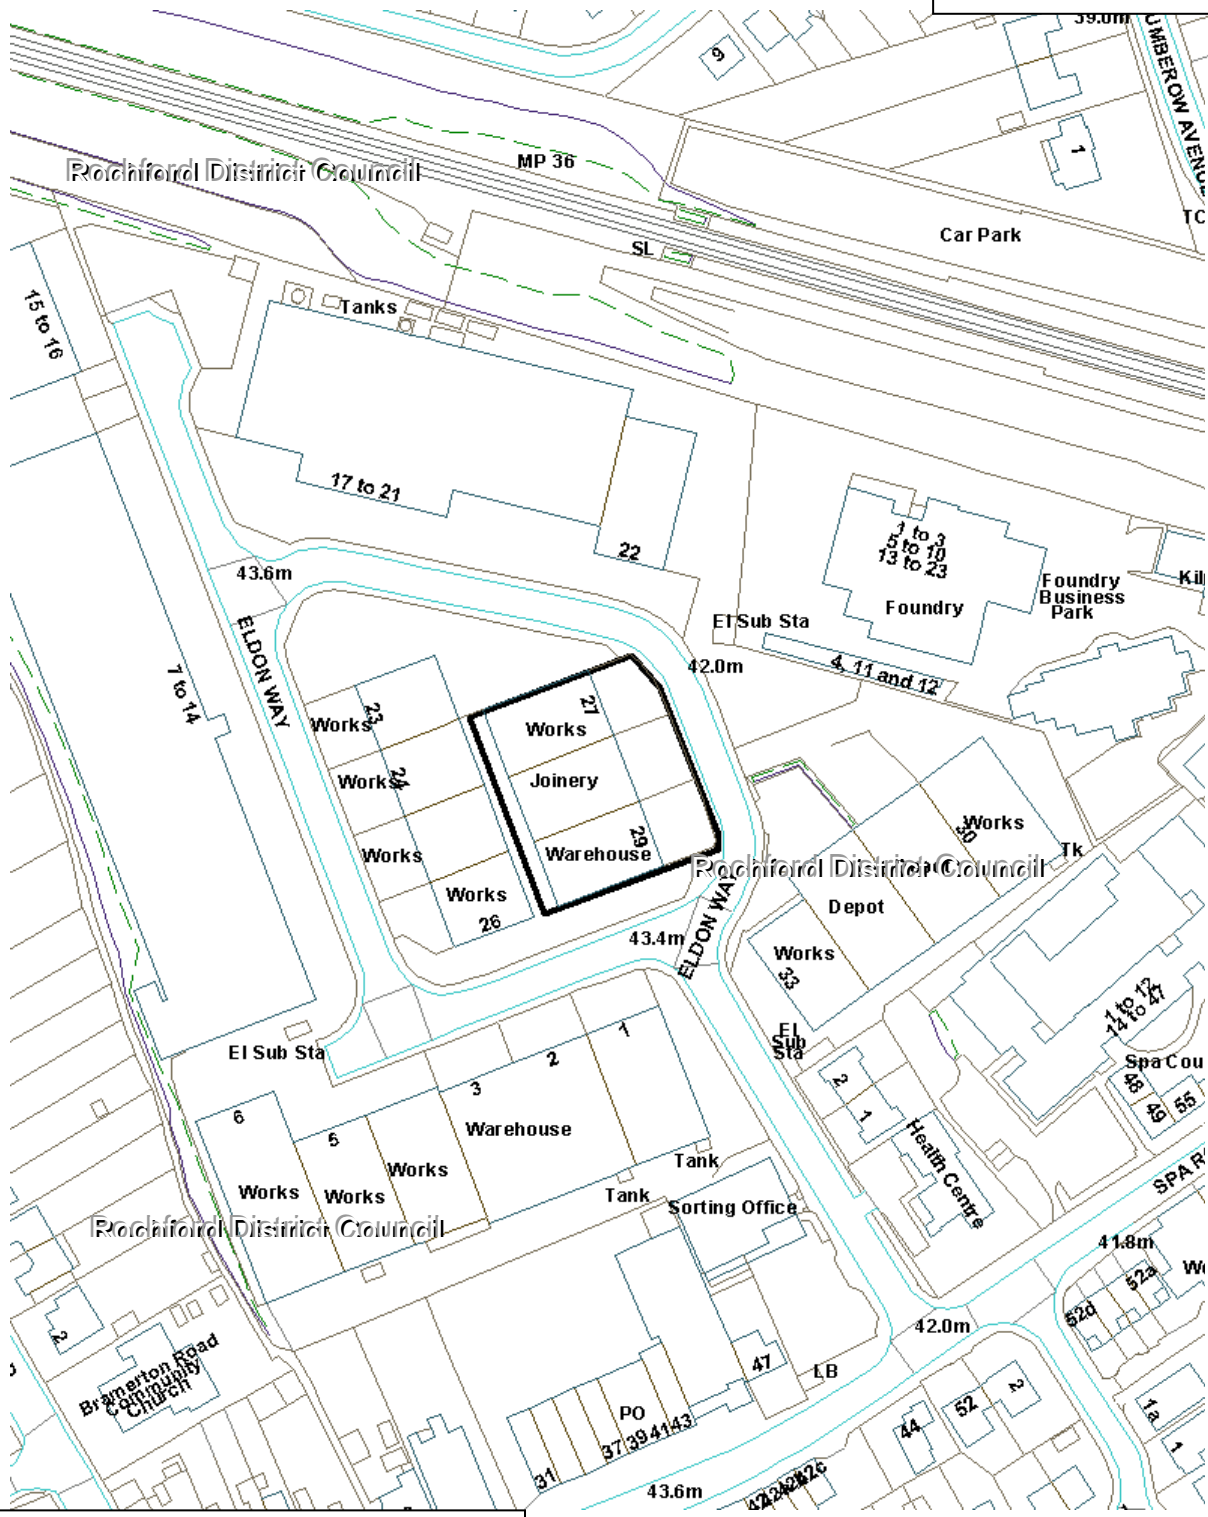 39.0m
9
UMBEROW AVENUE
1
MP 36
Rochford District Council
TC
Car Park
SL
15 to 16
Tanks
17 to 21
22
1 to 3
5 to 10
13 to 23
Foundry
Foundry
Business
Park
43.6m
El Sub Sta
4, 11 and 12
42.0m
ELDON WAY
7 to 14
23
Works
27
Works
24
Works
Joinery
29
Works
Warehouse
Works
26
30
Works
Tk
Rochford District Council
Depot
43.4m
ELDON WAY
Works
33
1 to 12
14 to 47
El
Sub
Sta
El Sub Sta
Spa Cou
48
49
55
2
1
1
2
3
6
5
Warehouse
Works
Works
Works
Health Centre
Tank
Tank
Sorting Office
SPA R
Rochford District Council
41.8m
52a
52d
42.0m
2
Bramerton Road
Community
Church
47
LB
PO
31
37
39
41
43
44
52
2
1a
1
43.6m